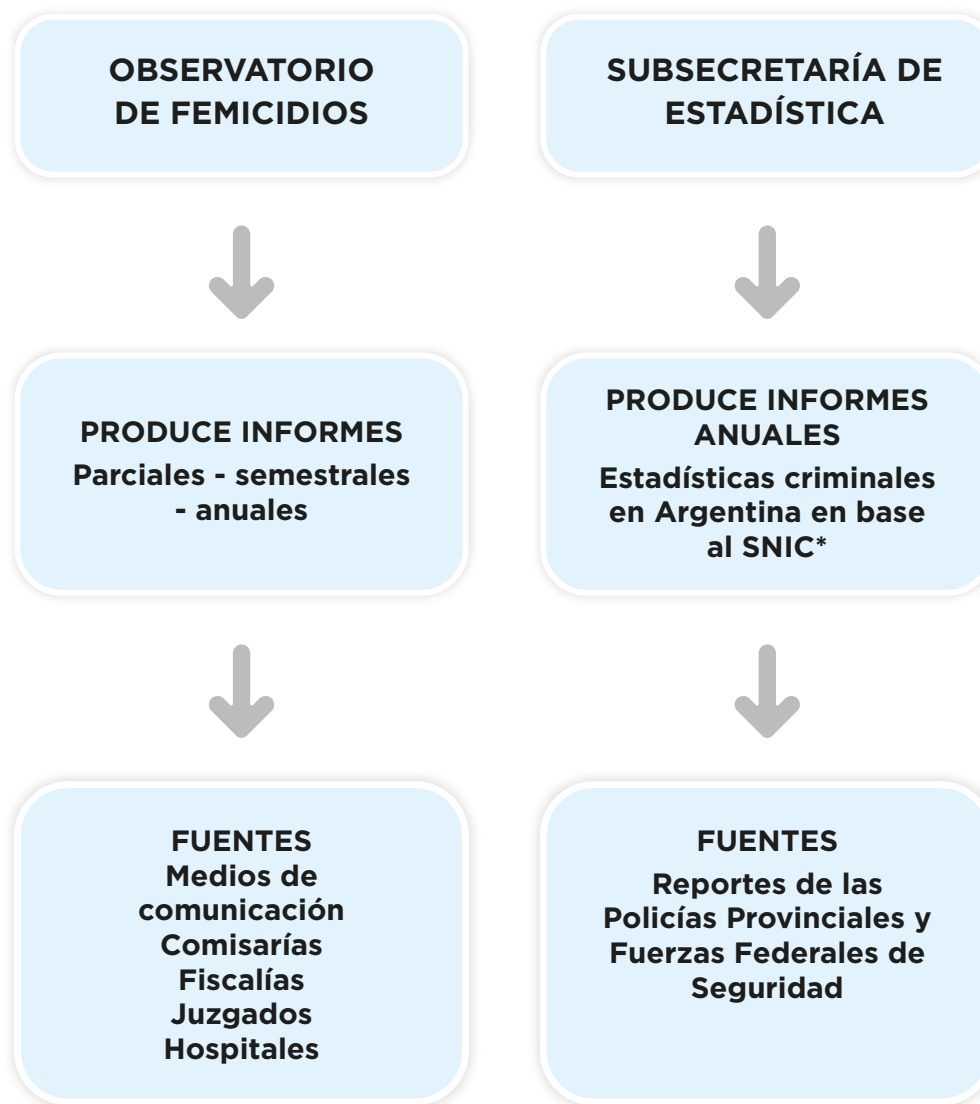 OBSERVATORIO
DE FEMICIDIOS
PRODUCE INFORMES
Parciales - semestrales
- anuales
FUENTES
Medios de
comunicación
Comisarías
Fiscalías
Juzgados
Hospitales
SUBSECRETARÍA DE
ESTADÍSTICA
PRODUCE INFORMES
ANUALES
Estadísticas criminales
en Argentina en base
al SNIC*
FUENTES
Reportes de las
Policías Provinciales y
Fuerzas Federales de
Seguridad